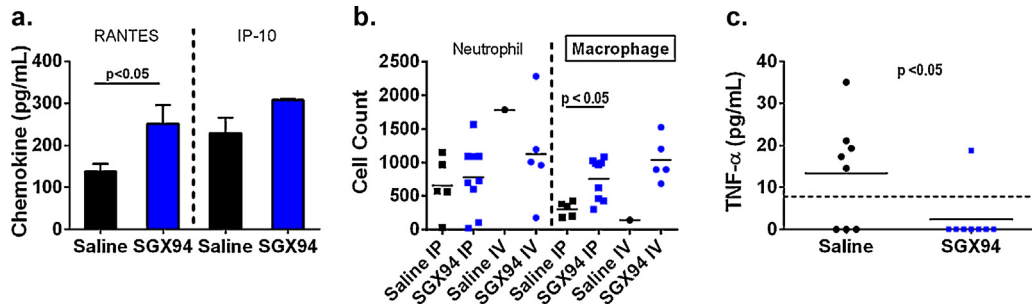 a.
RANTES
IP-10
Chemokine (pg/mL)
400
300
200
100
0
p<0.05
Saline
SGX94
Saline
SGX94
b.
Neutrophil
Macrophage
Cell Count
2500
2000
1500
1000
500
0
p < 0.05
Saline IP
SGX94 IP
Saline IV
SGX94 IV
Saline IP
SGX94 IP
Saline IV
SGX94 IV
c.
TNF-α (pg/mL)
40
30
20
10
0
p <0.05
Saline
SGX94